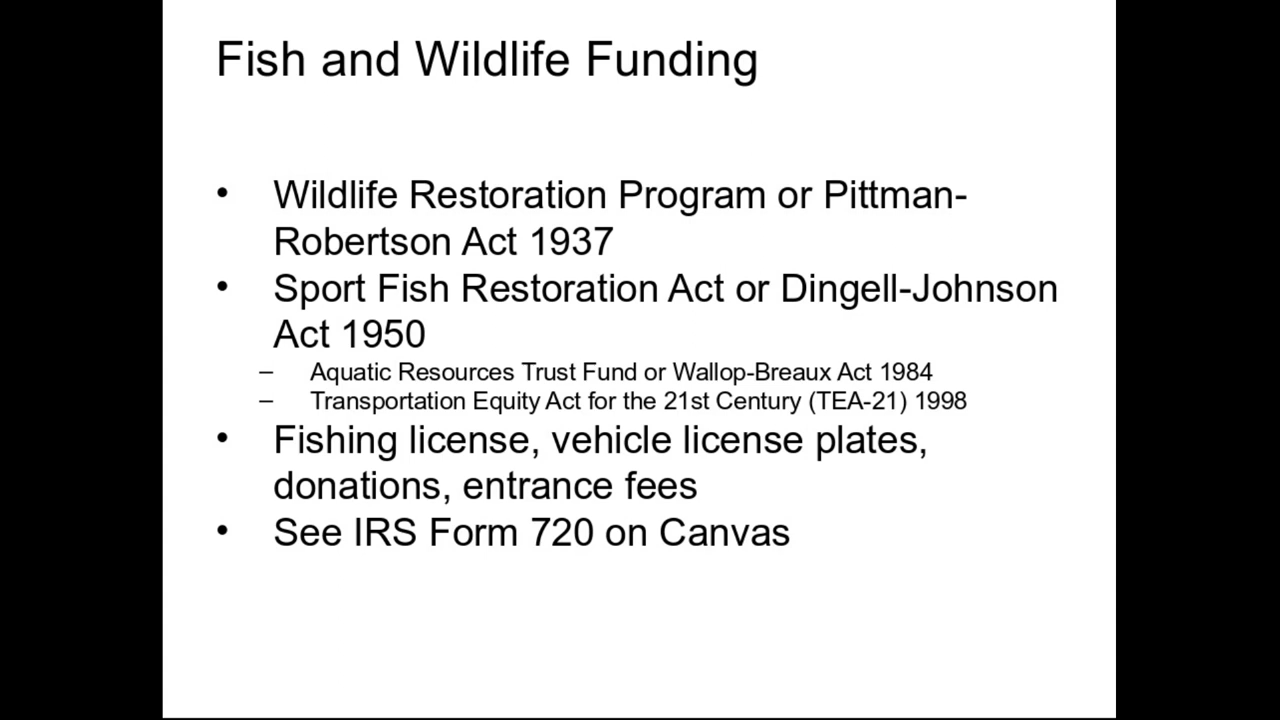 Fish and Wildlife Funding
• Wildlife Restoration Program or Pittman-
Robertson Act 1937
• Sport Fish Restoration Act or Dingell-Johnson
Act 1950
– Aquatic Resources Trust Fund or Wallop-Breaux Act 1984
– Transportation Equity Act for the 21st Century (TEA-21) 1998
• Fishing license, vehicle license plates,
donations, entrance fees
• See IRS Form 720 on Canvas